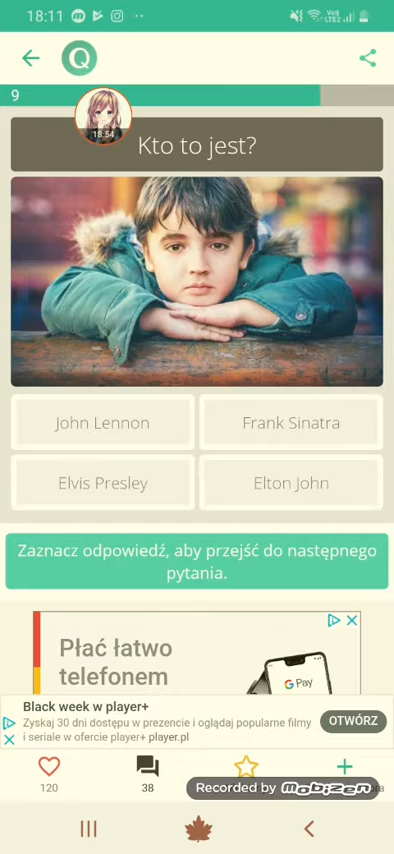 18:11
Vo))
LTE2
Q
9
18:54
Kto to jest?
John Lennon
Frank Sinatra
Elvis Presley
Elton John
Zaznacz odpowiedź, aby przejść do następnego
pytania.
Płać łatwo
telefonem
G Pay
Black week w player+
Zyskaj 30 dni dostępu w prezencie i oglądaj popularne filmy
i seriale w ofercie player+ player.pl
OTWÓRZ
120
38
Recorded by mobizen